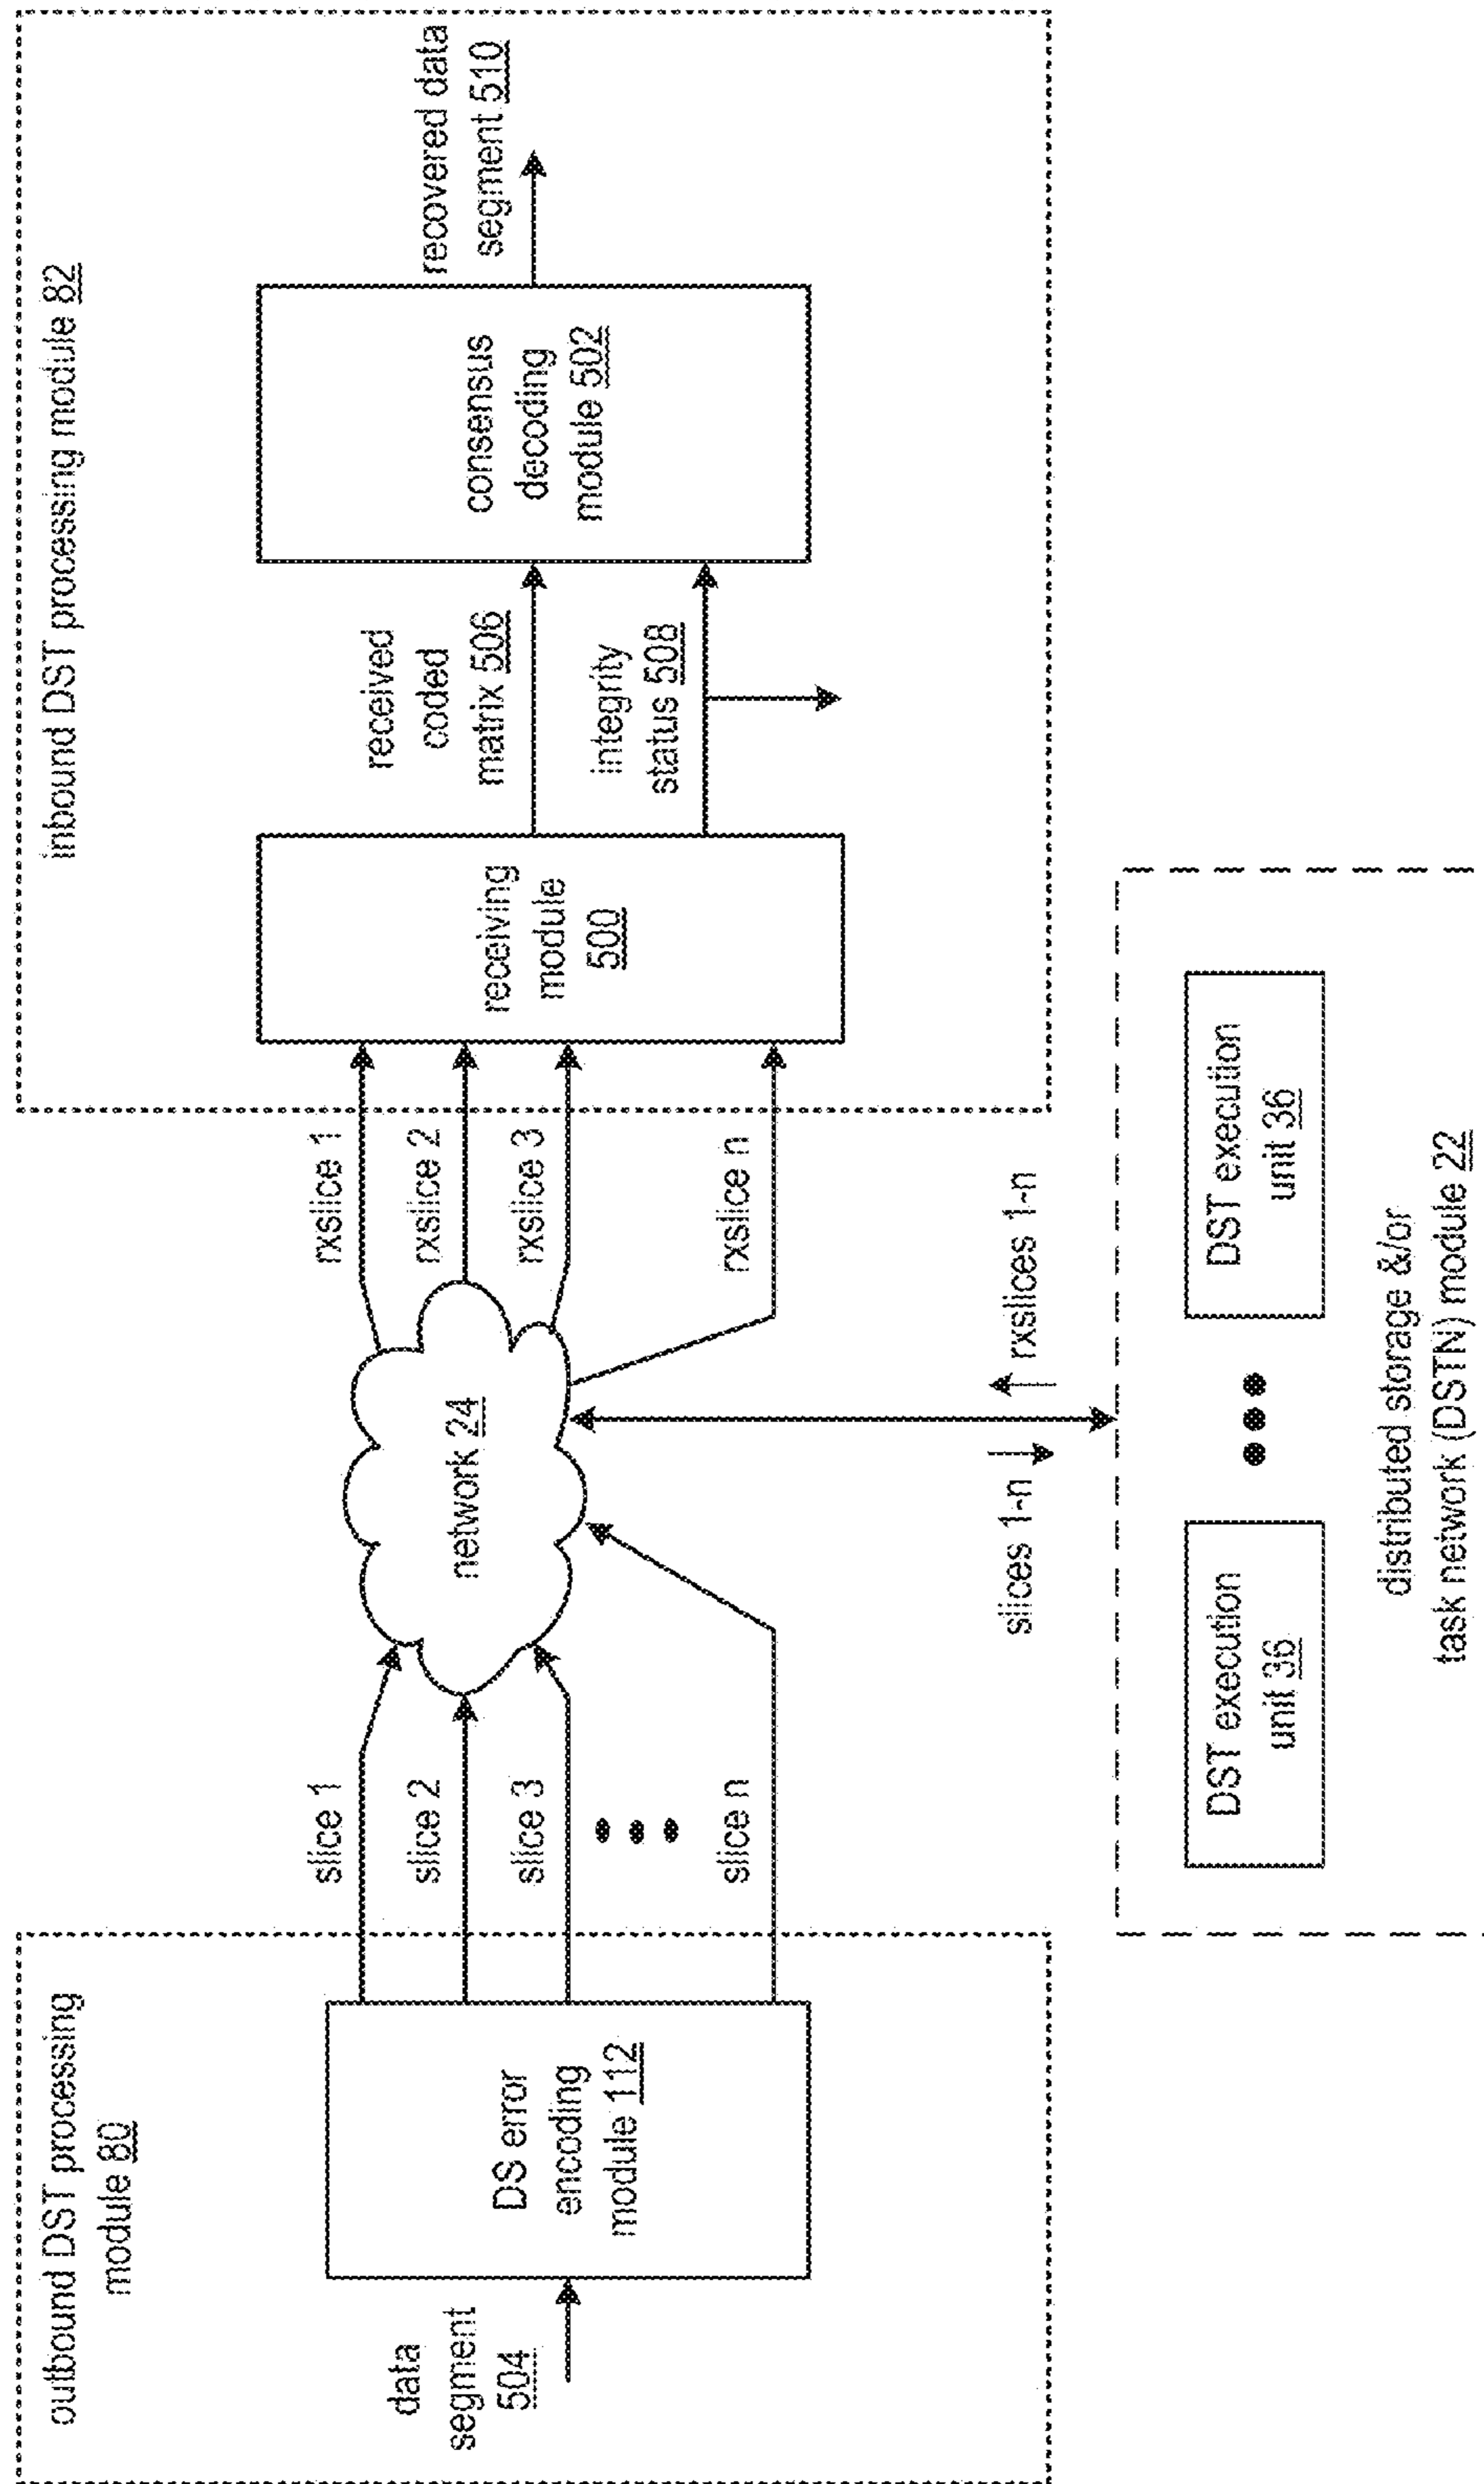 outbound DST processing
module 80
data
segment
504
DS error
encoding
module 112
slice 1
slice 2
slice 3
slice n
network 24
rxslice 1
rxslice 2
rxslice 3
rxslice n
slices 1-n
rxslices 1-n
DST execution
unit 36
DST execution
unit 36
distributed storage &/or
task network (DSTN) module 22
inbound DST processing module 82
receiving
module
500
received
coded
matrix 506
integrity
status 508
consensus
decoding
module 502
recovered data
segment 510